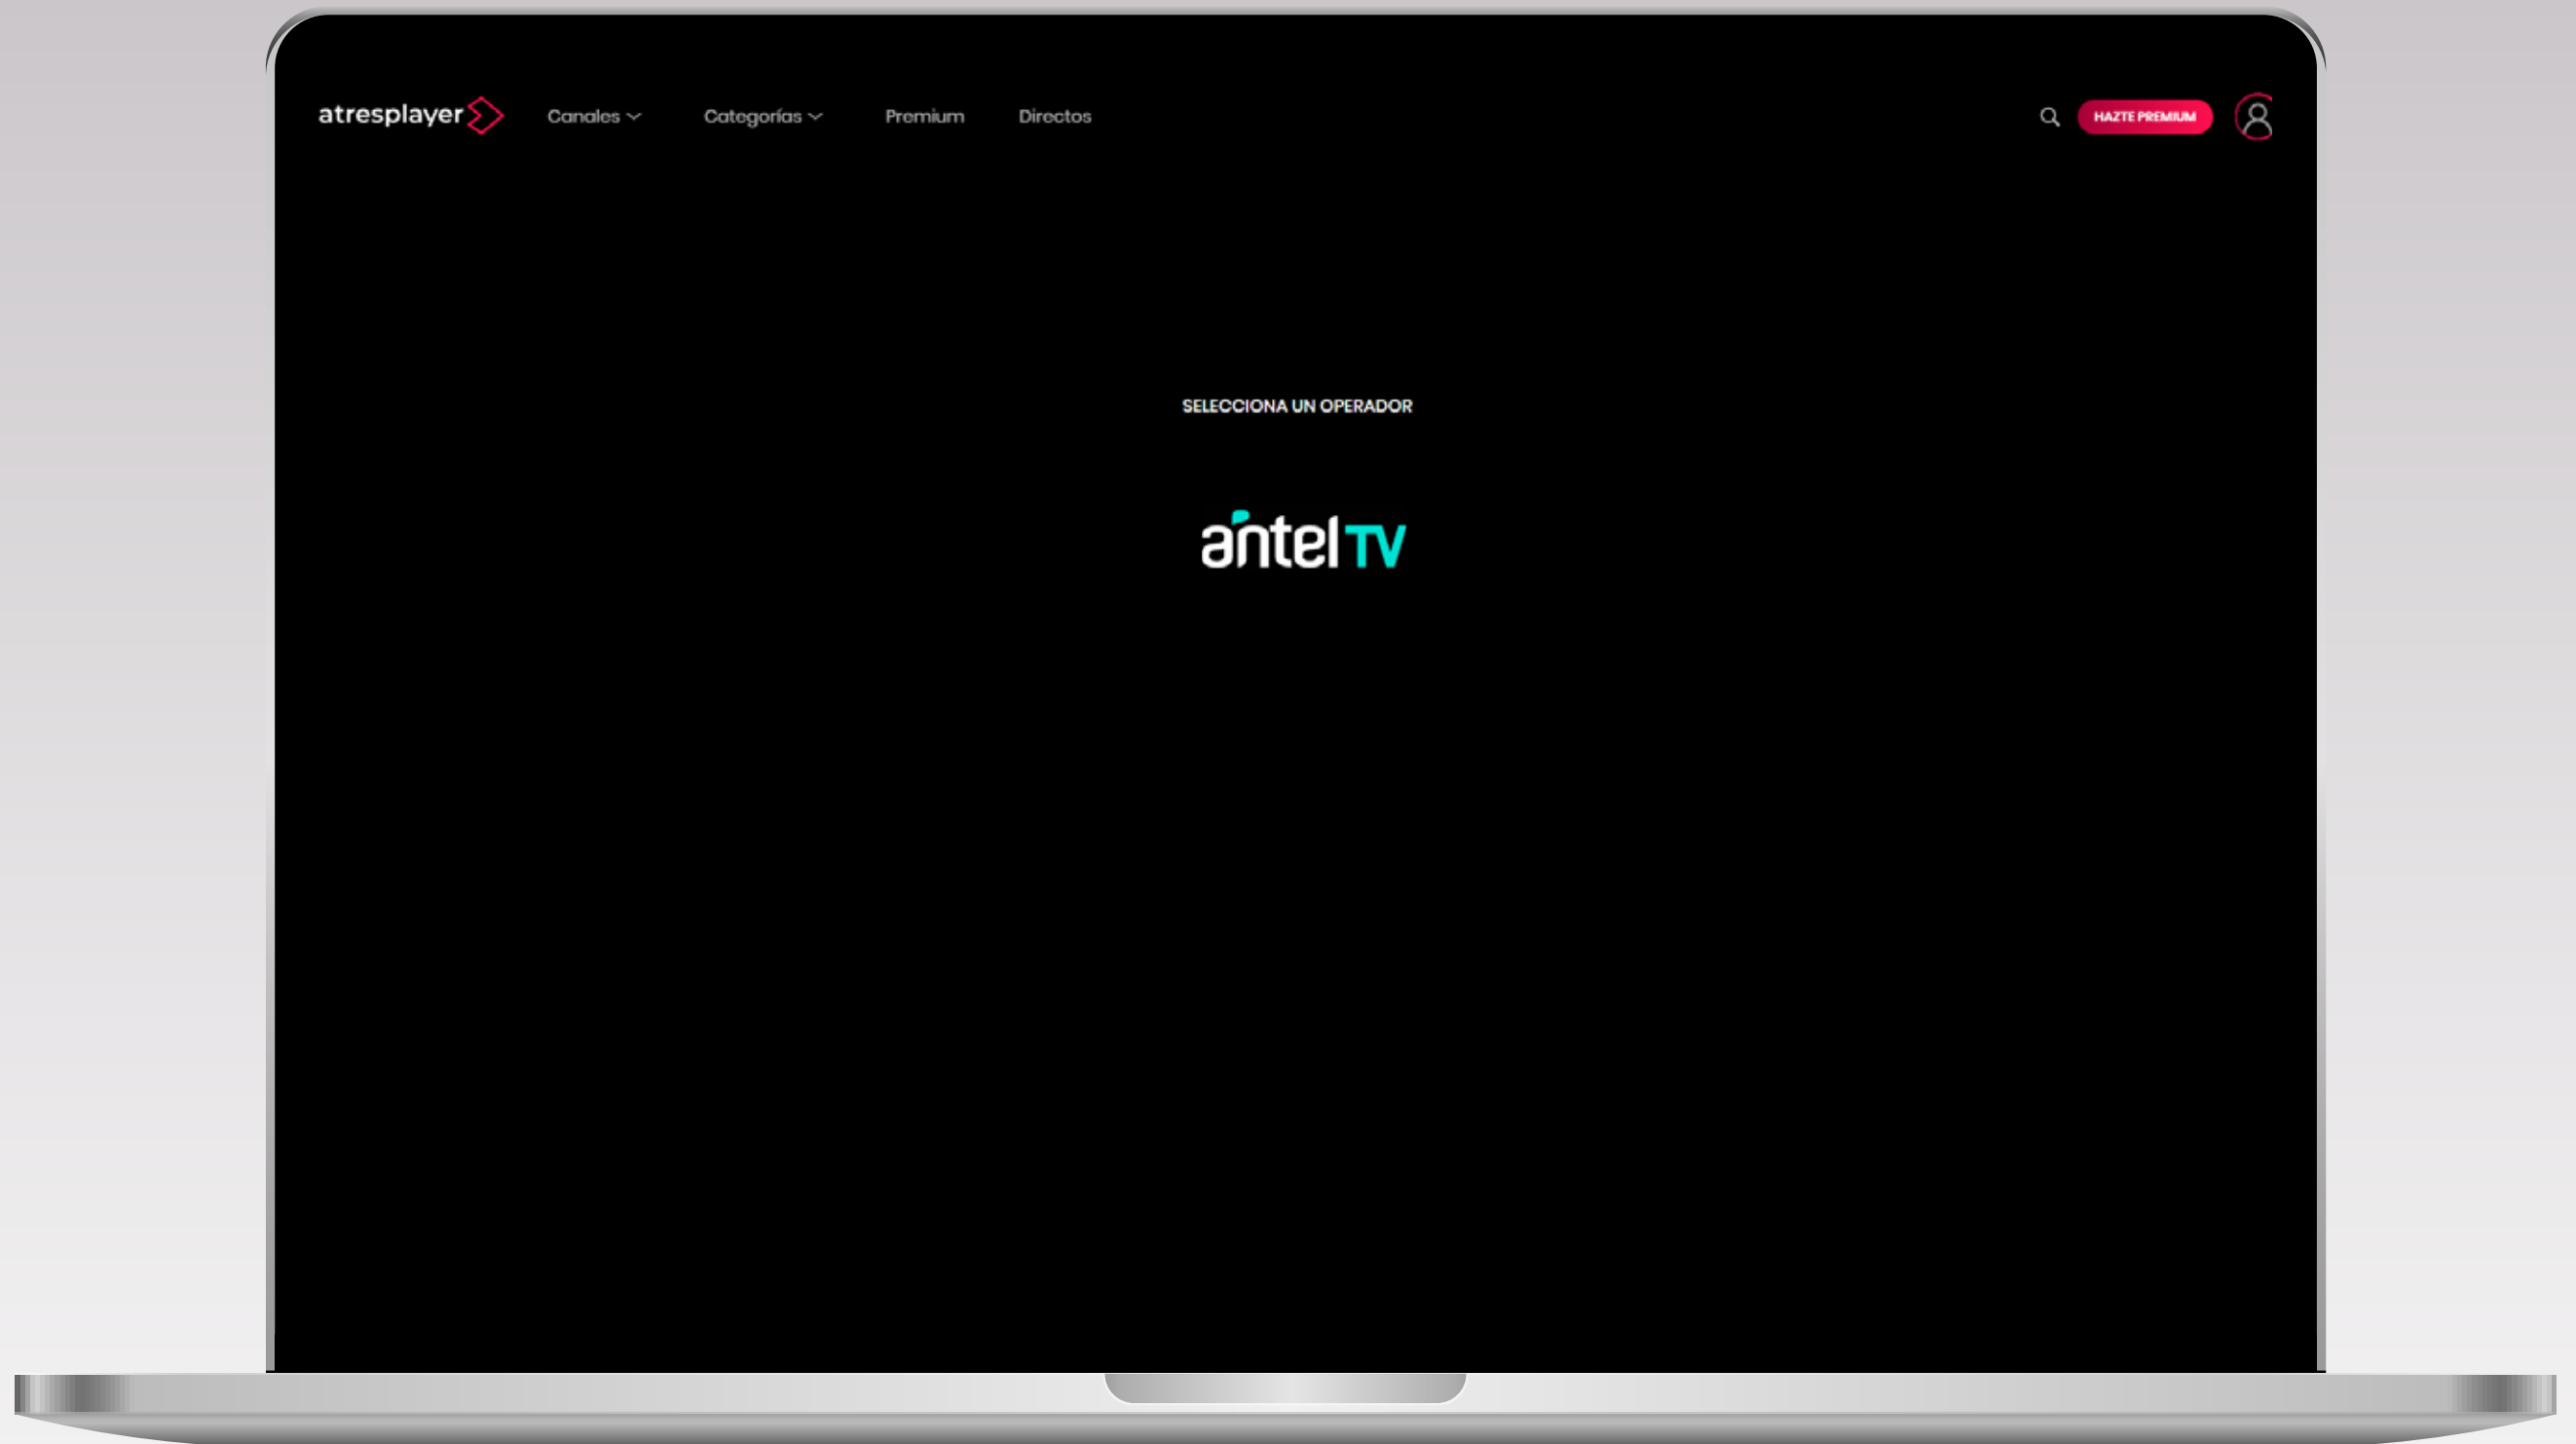 atresplayer Canales Categorías Premium Directos HAZTE PREMIUM
SELECCIONA UN OPERADOR
antel TV